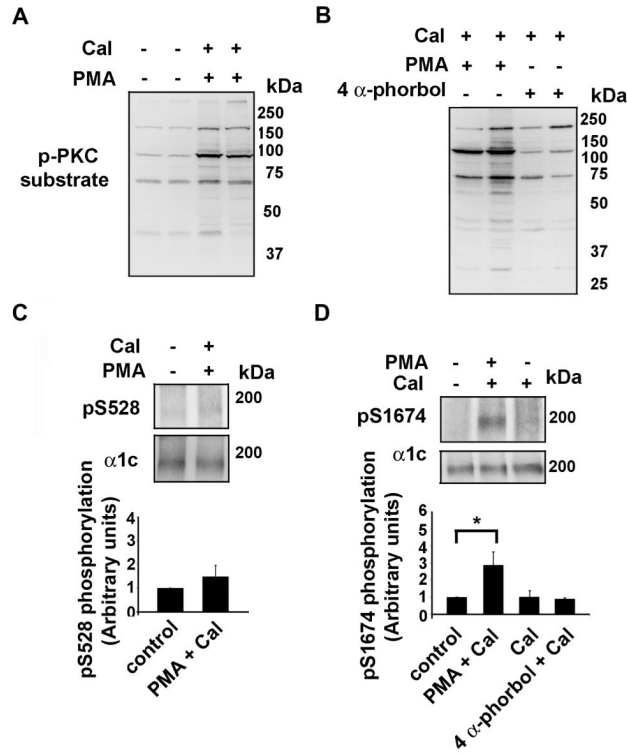 A
Cal - - + +
PMA - - + +
kDa
p-PKC
substrate
250
150
100
75
50
37
B
Cal + + + +
PMA + + - -
4 α-phorbol - - + +
kDa
250
150
100
75
50
37
25
C
Cal - +
PMA - +
kDa
pS528
200
α1c
200
pS528 phosphorylation
(Arbitrary units)
4
3
2
1
0
control
PMA + Cal
D
PMA - + -
Cal - + +
kDa
pS1674
200
α1c
200
pS1674 phosphorylation
(Arbitrary units)
6
5
4
3
2
1
0
*
control
PMA + Cal
Cal
4 α-phorbol + Cal